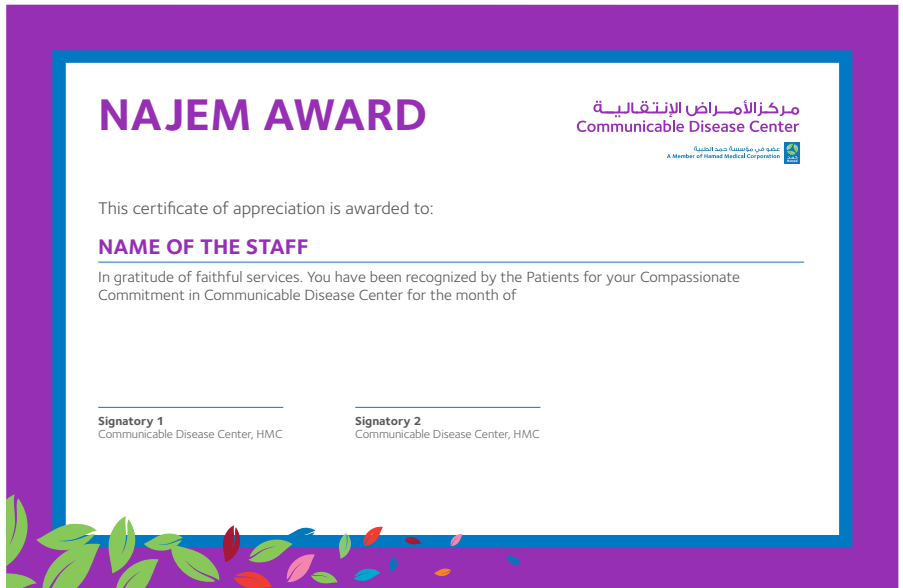 NAJEM AWARD
مركز الأمراض الإنتقالية
Communicable Disease Center
عضو في مؤسسة حمد الطبية
A Member of Hamad Medical Corporation
This certificate of appreciation is awarded to:
NAME OF THE STAFF
In gratitude of faithful services. You have been recognized by the Patients for your Compassionate
Commitment in Communicable Disease Center for the month of
Signatory 1
Communicable Disease Center, HMC
Signatory 2
Communicable Disease Center, HMC